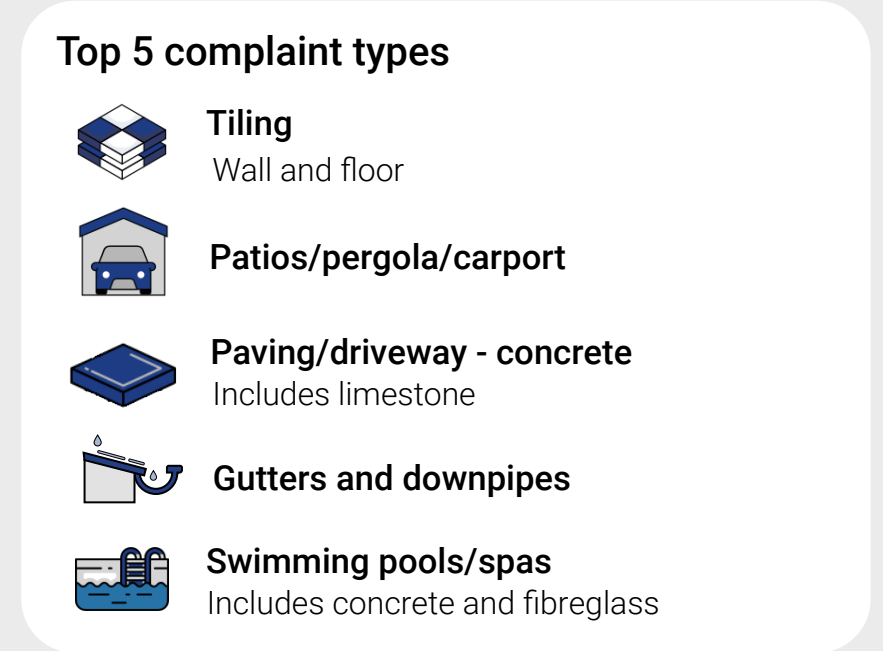 Top 5 complaint types
Tiling
Wall and floor
Patios/pergola/carport
Paving/driveway - concrete
Includes limestone
Gutters and downpipes
Swimming pools/spas
Includes concrete and fibreglass